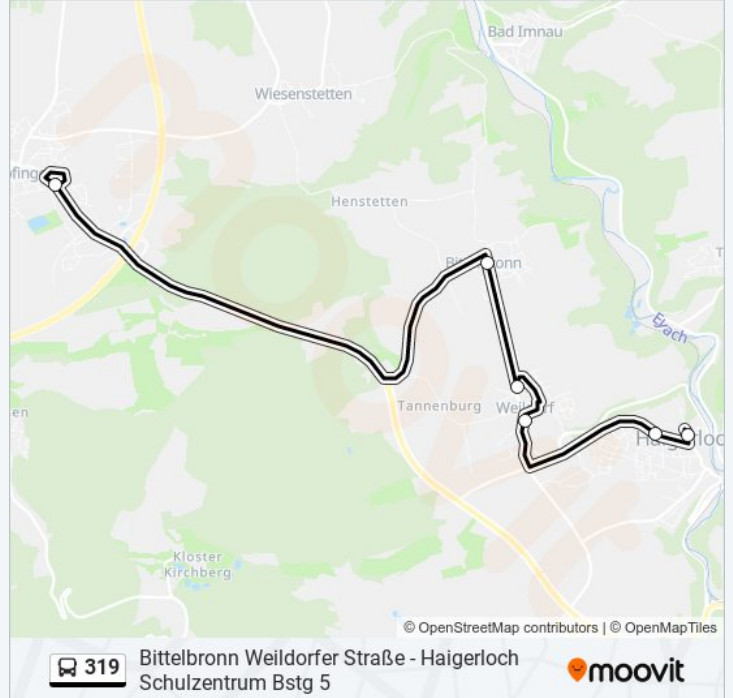 Bad Imnau
Wiesenstetten
Henstetten
Eyach
Tannenburg
Kloster
Kirchberg
© OpenStreetMap contributors | © OpenMapTiles
319
Bittelbronn Weildorfer Straße - Haigerloch
Schulzentrum Bstg 5
moovit